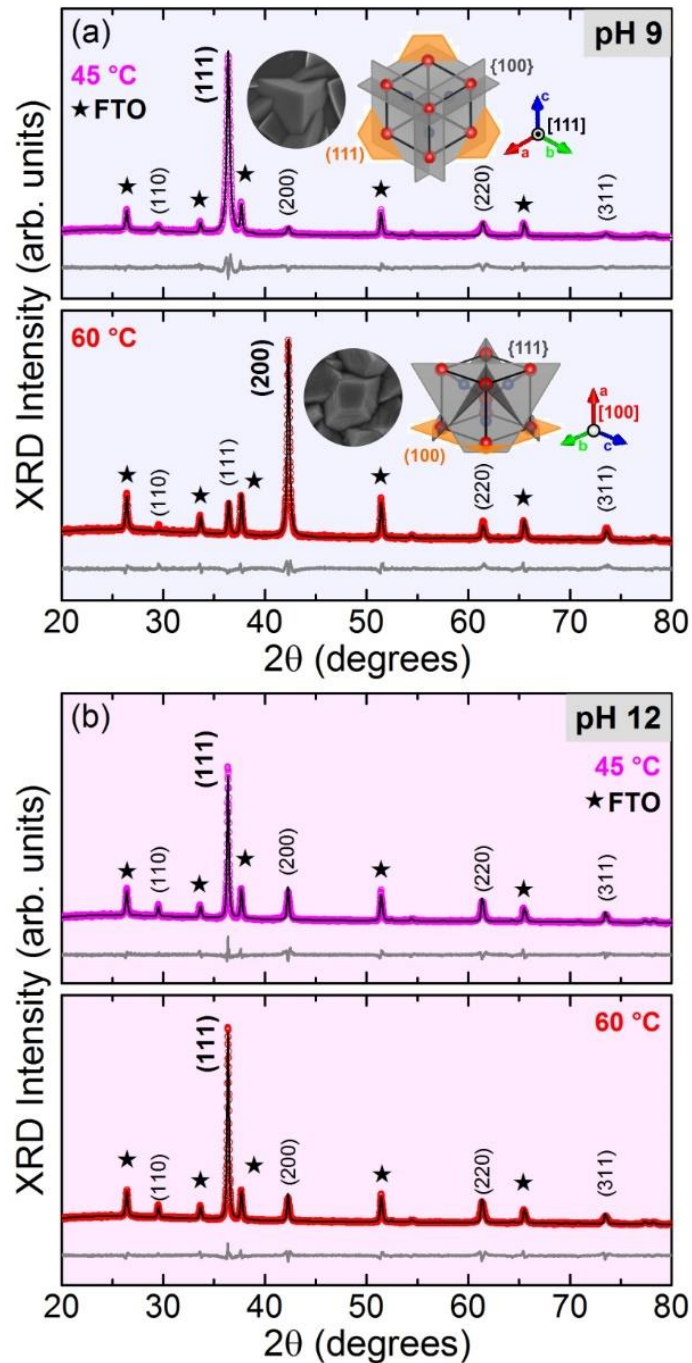 (a)
pH 9
45 °C
★ FTO
(111)
{100}
(111)
c
[111]
a
b
★
(110)
★
★
(200)
★
(220)
★
(311)
60 °C
(200)
{111}
(100)
a
[100]
b
c
★
(110)
★
(111)
★
★
(220)
★
(311)
XRD Intensity (arb. units)
20 30 40 50 60 70 80
2θ (degrees)
(b)
pH 12
45 °C
★ FTO
(111)
★
(110)
★
★
(200)
★
(220)
★
(311)
60 °C
(111)
★
(110)
★
★
(200)
★
(220)
★
(311)
XRD Intensity (arb. units)
20 30 40 50 60 70 80
2θ (degrees)